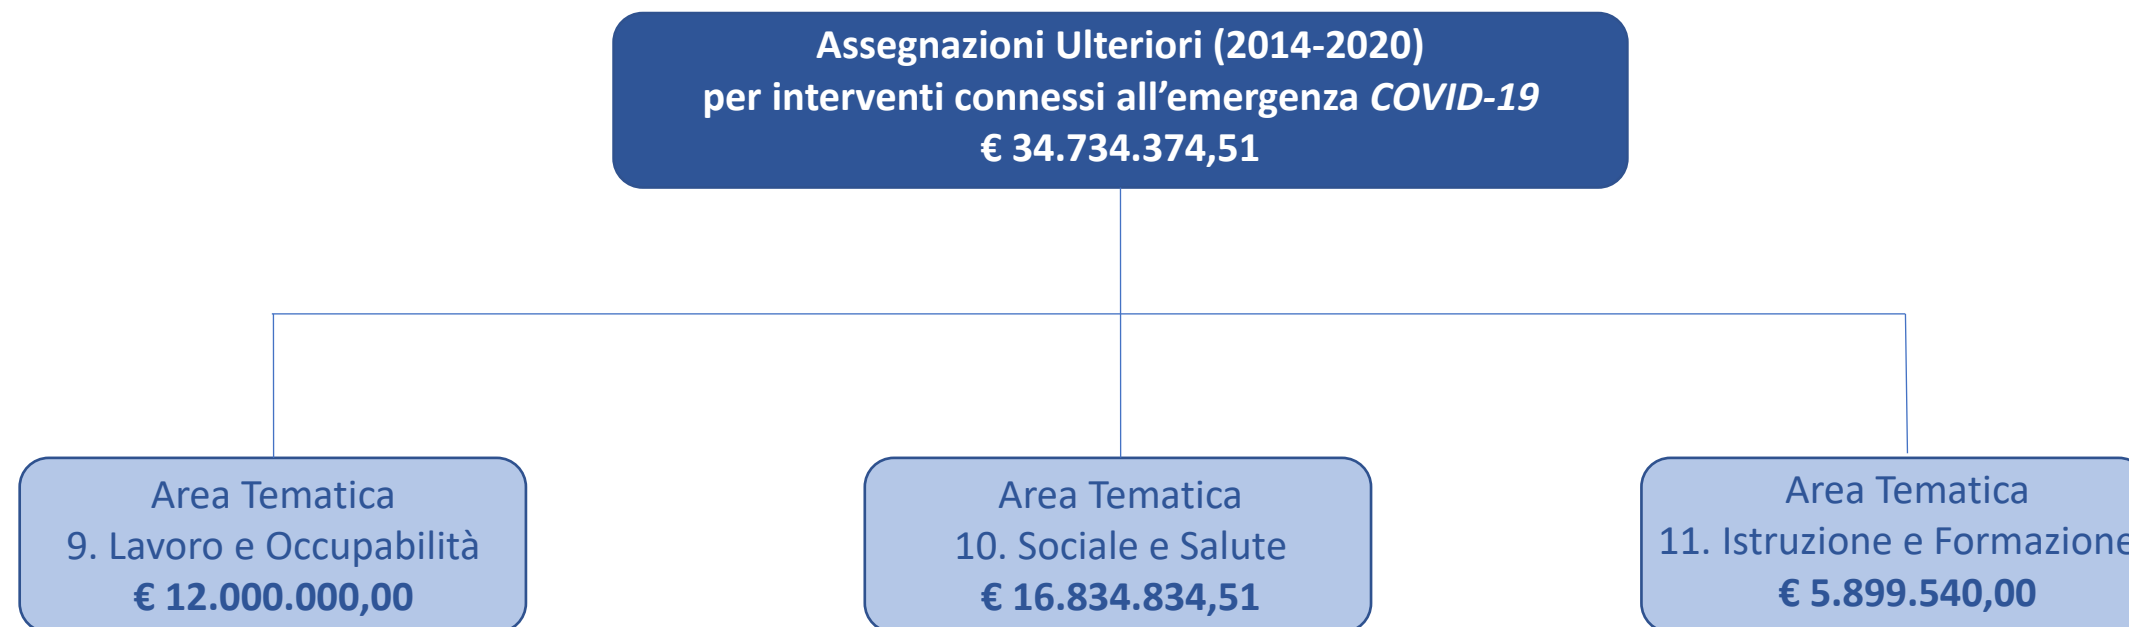 Assegnazioni Ulteriori (2014-2020)
per interventi connessi all’emergenza COVID-19
€ 34.734.374,51
Area Tematica
9. Lavoro e Occupabilità
€ 12.000.000,00
Area Tematica
10. Sociale e Salute
€ 16.834.834,51
Area Tematica
11. Istruzione e Formazione
€ 5.899.540,00